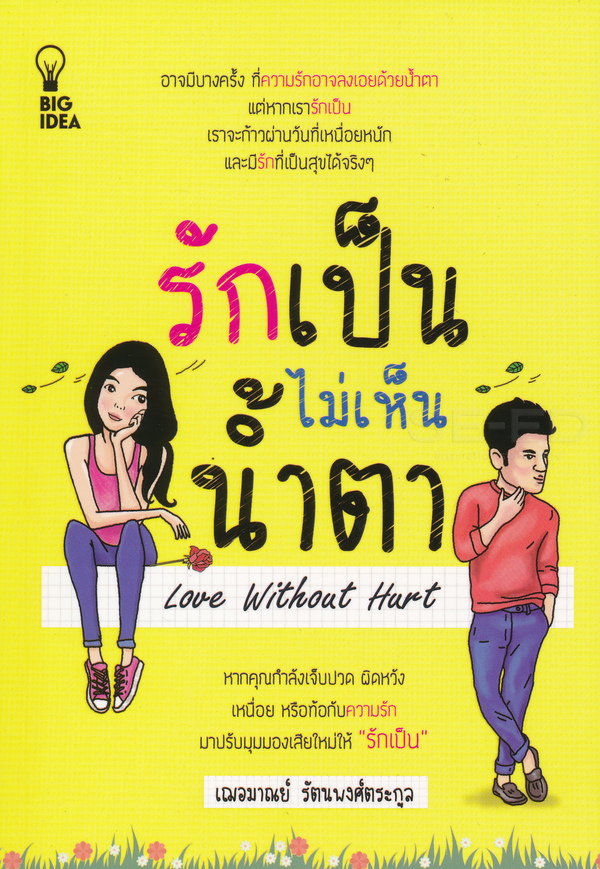 BIG
IDEA
อาจมีบางครั้ง ที่ความรักอาจลงเอยด้วยน้ำตา
แต่หากเรารักเป็น
เราจะก้าวผ่านวันที่เหนื่อยหนัก
และมีรักที่เป็นสุขได้จริงๆ
รักเป็น
ไม่เห็น
น้ำตา
Love Without Hurt
หากคุณกำลังเจ็บปวด ผิดหวัง
เหนื่อย หรือท้อกับความรัก
มาปรับมุมมองเสียใหม่ให้ "รักเป็น"
เฌอมาณย์ รัตนพงศ์ตระกูล